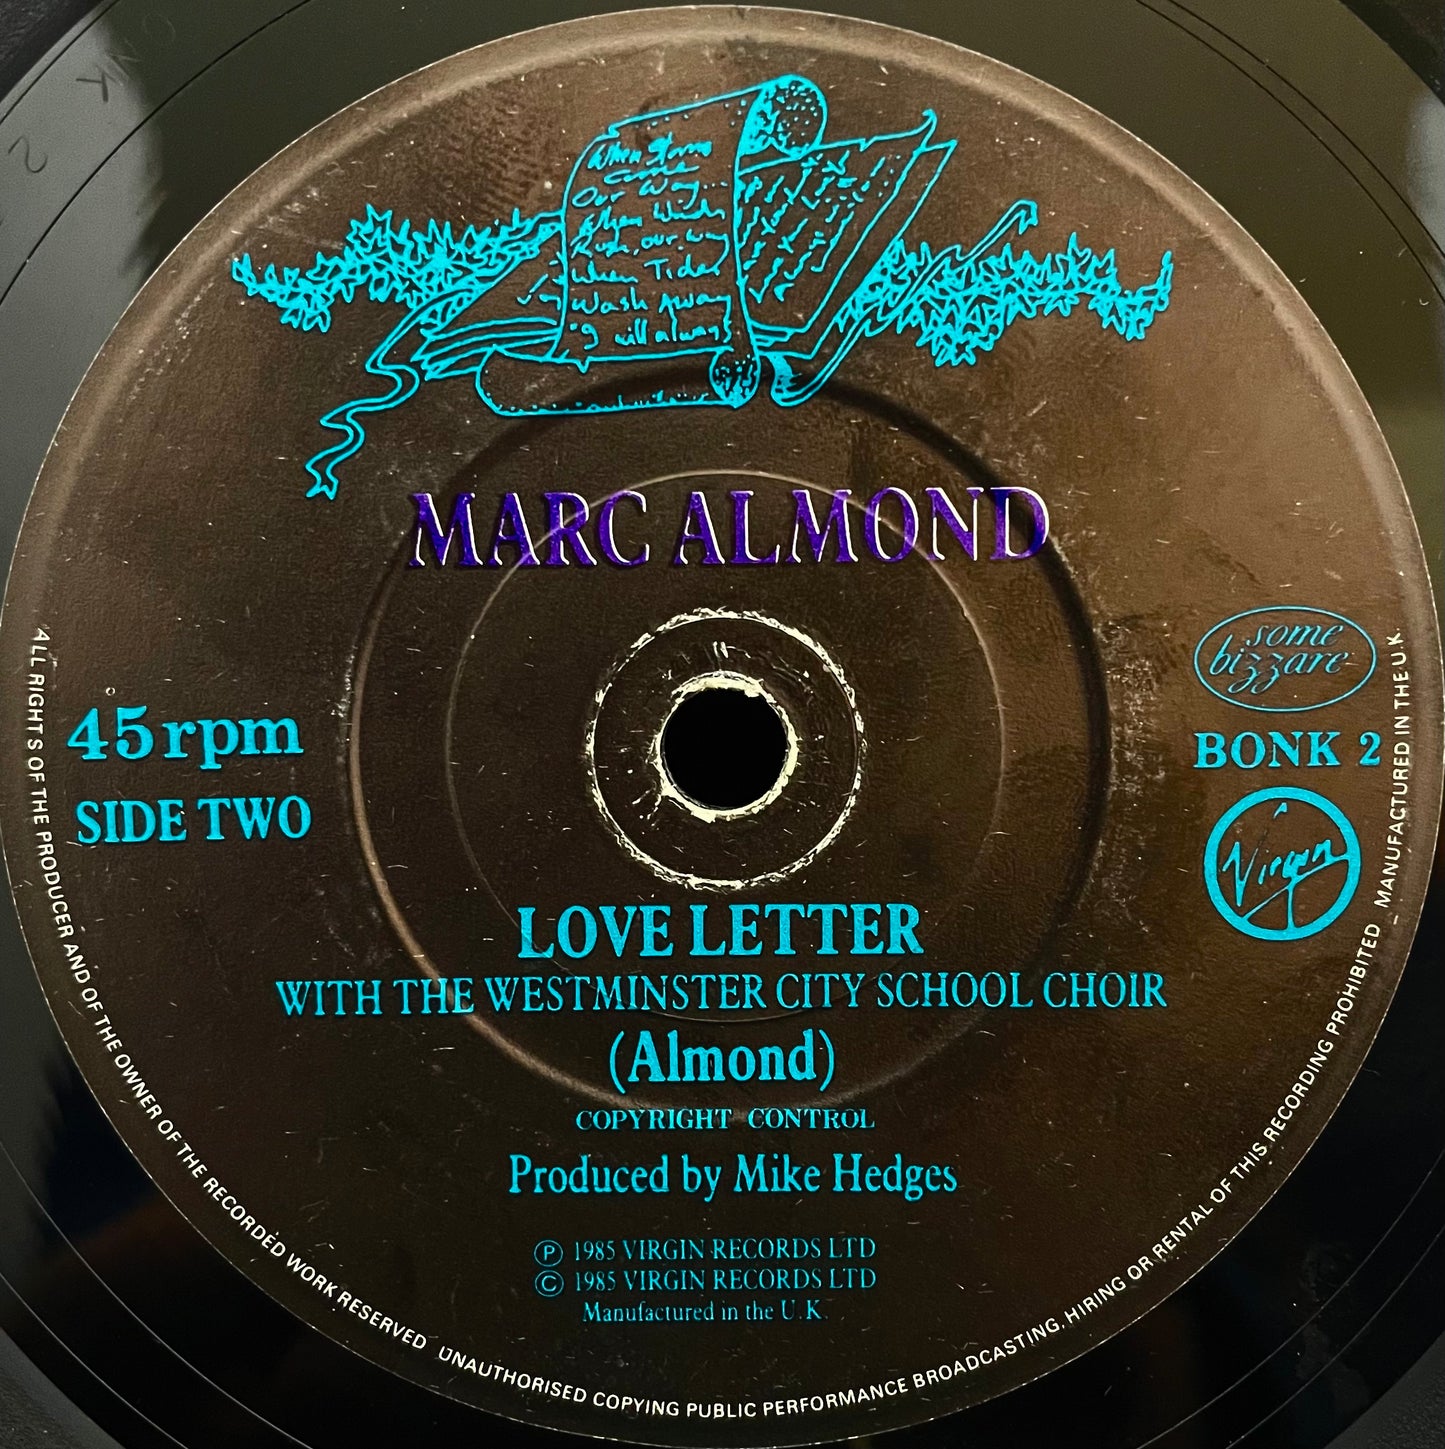 When Storms
Come
Our Way...
When Winds
Rush, our way
When Tides
Wash Away
I will always
MARC ALMOND
some
bizzare
45 rpm
BONK 2
SIDE TWO
Virgin
LOVE LETTER
WITH THE WESTMINSTER CITY SCHOOL CHOIR
(Almond)
COPYRIGHT CONTROL
Produced by Mike Hedges
Ⓟ 1985 VIRGIN RECORDS LTD
© 1985 VIRGIN RECORDS LTD
Manufactured in the U.K.
ALL RIGHTS OF THE PRODUCER AND OF THE OWNER OF THE RECORDED WORK RESERVED UNAUTHORISED COPYING PUBLIC PERFORMANCE BROADCASTING, HIRING OR RENTAL OF THIS RECORDING PROHIBITED MANUFACTURED IN THE U.K.